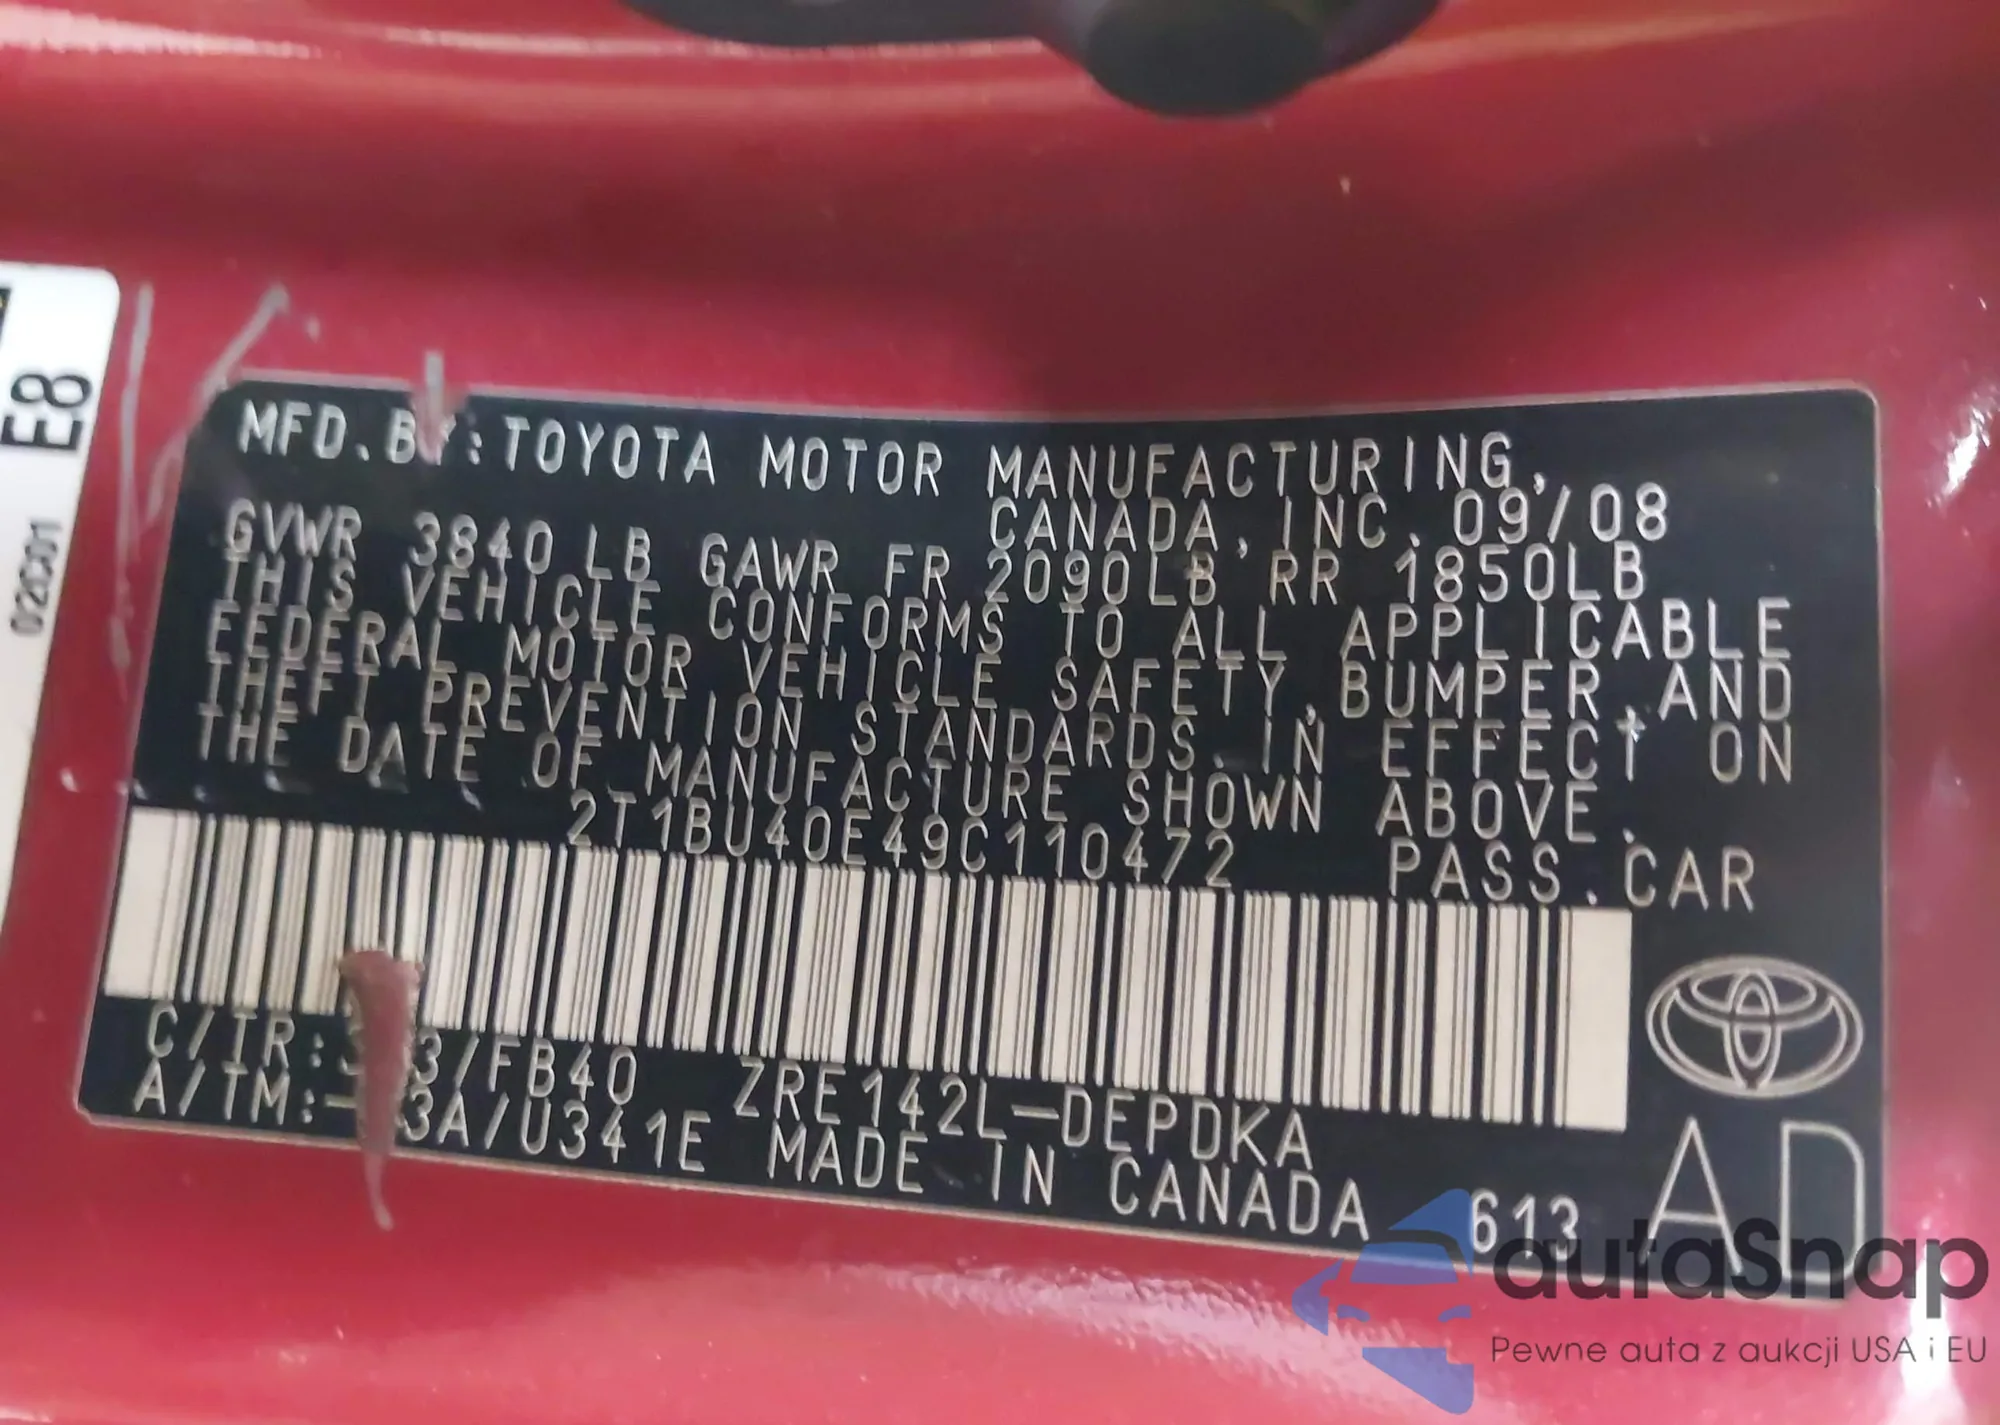 E8
02C01
MFD.BY:TOYOTA MOTOR MANUFACTURING,
CANADA, INC. 09/08
GVWR 3840 LB GAWR FR 2090LB RR 1850LB
THIS VEHICLE CONFORMS TO ALL APPLICABLE
FEDERAL MOTOR VEHICLE SAFETY,BUMPER,AND
THEFT PREVENTION STANDARDS IN EFFECT ON
THE DATE OF MANUFACTURE SHOWN ABOVE.
2T1BU40E49C110472 PASS.CAR
C/TR: /FB40 ZRE142L-DEPDKA
A/TM: /U341E MADE IN CANADA 613
AD
autaSnap
Pewne auta z aukcji USA i EU